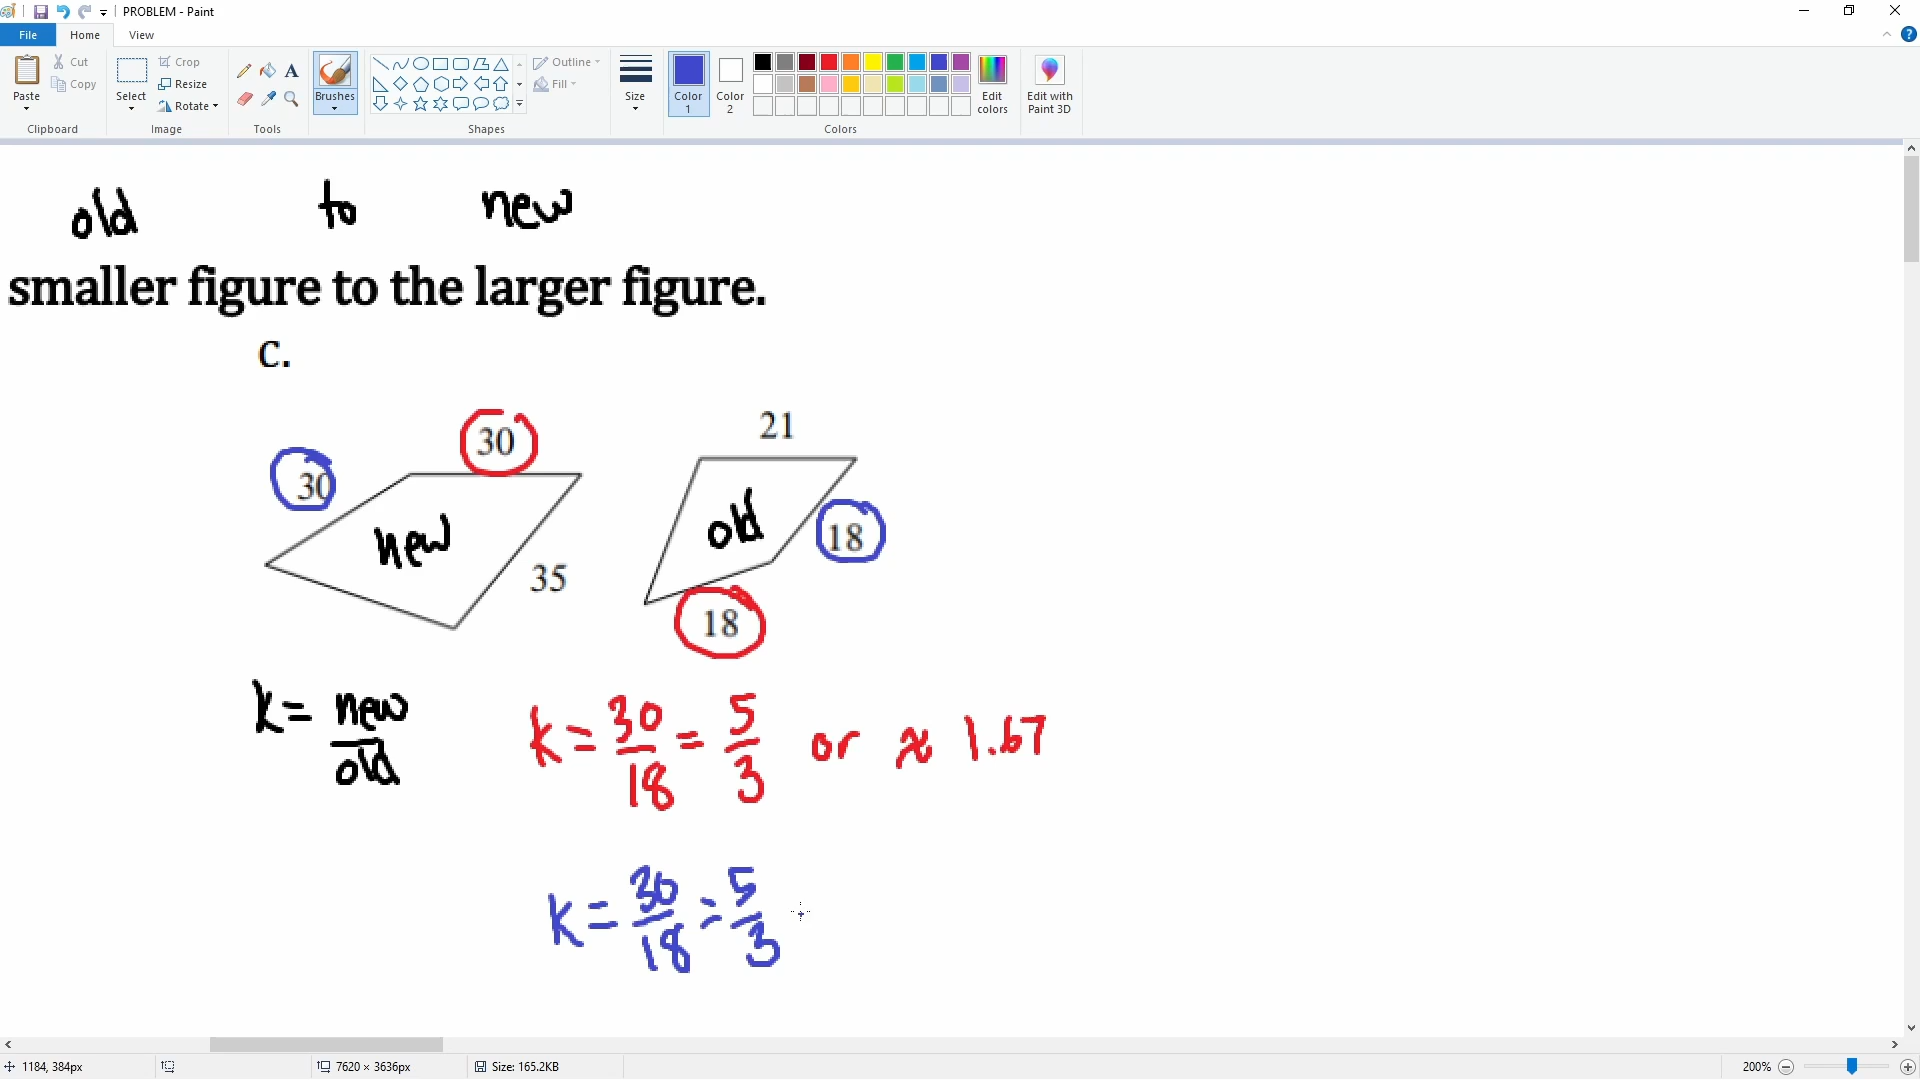 PROBLEM - Paint
File Home View
Paste Cut Copy Select Crop Resize Rotate Brushes Outline Fill Size Color 1 Color 2 Edit colors Edit with Paint 3D
Clipboard Image Tools Shapes Colors
old to new
smaller figure to the larger figure.
C.
30 30 21
new 35 old 18
18
k = new/old k = 30/18 = 5/3 or ≈ 1.67
k = 30/18 = 5/3
1184, 384px 7620 × 3636px Size: 165.2KB 200%